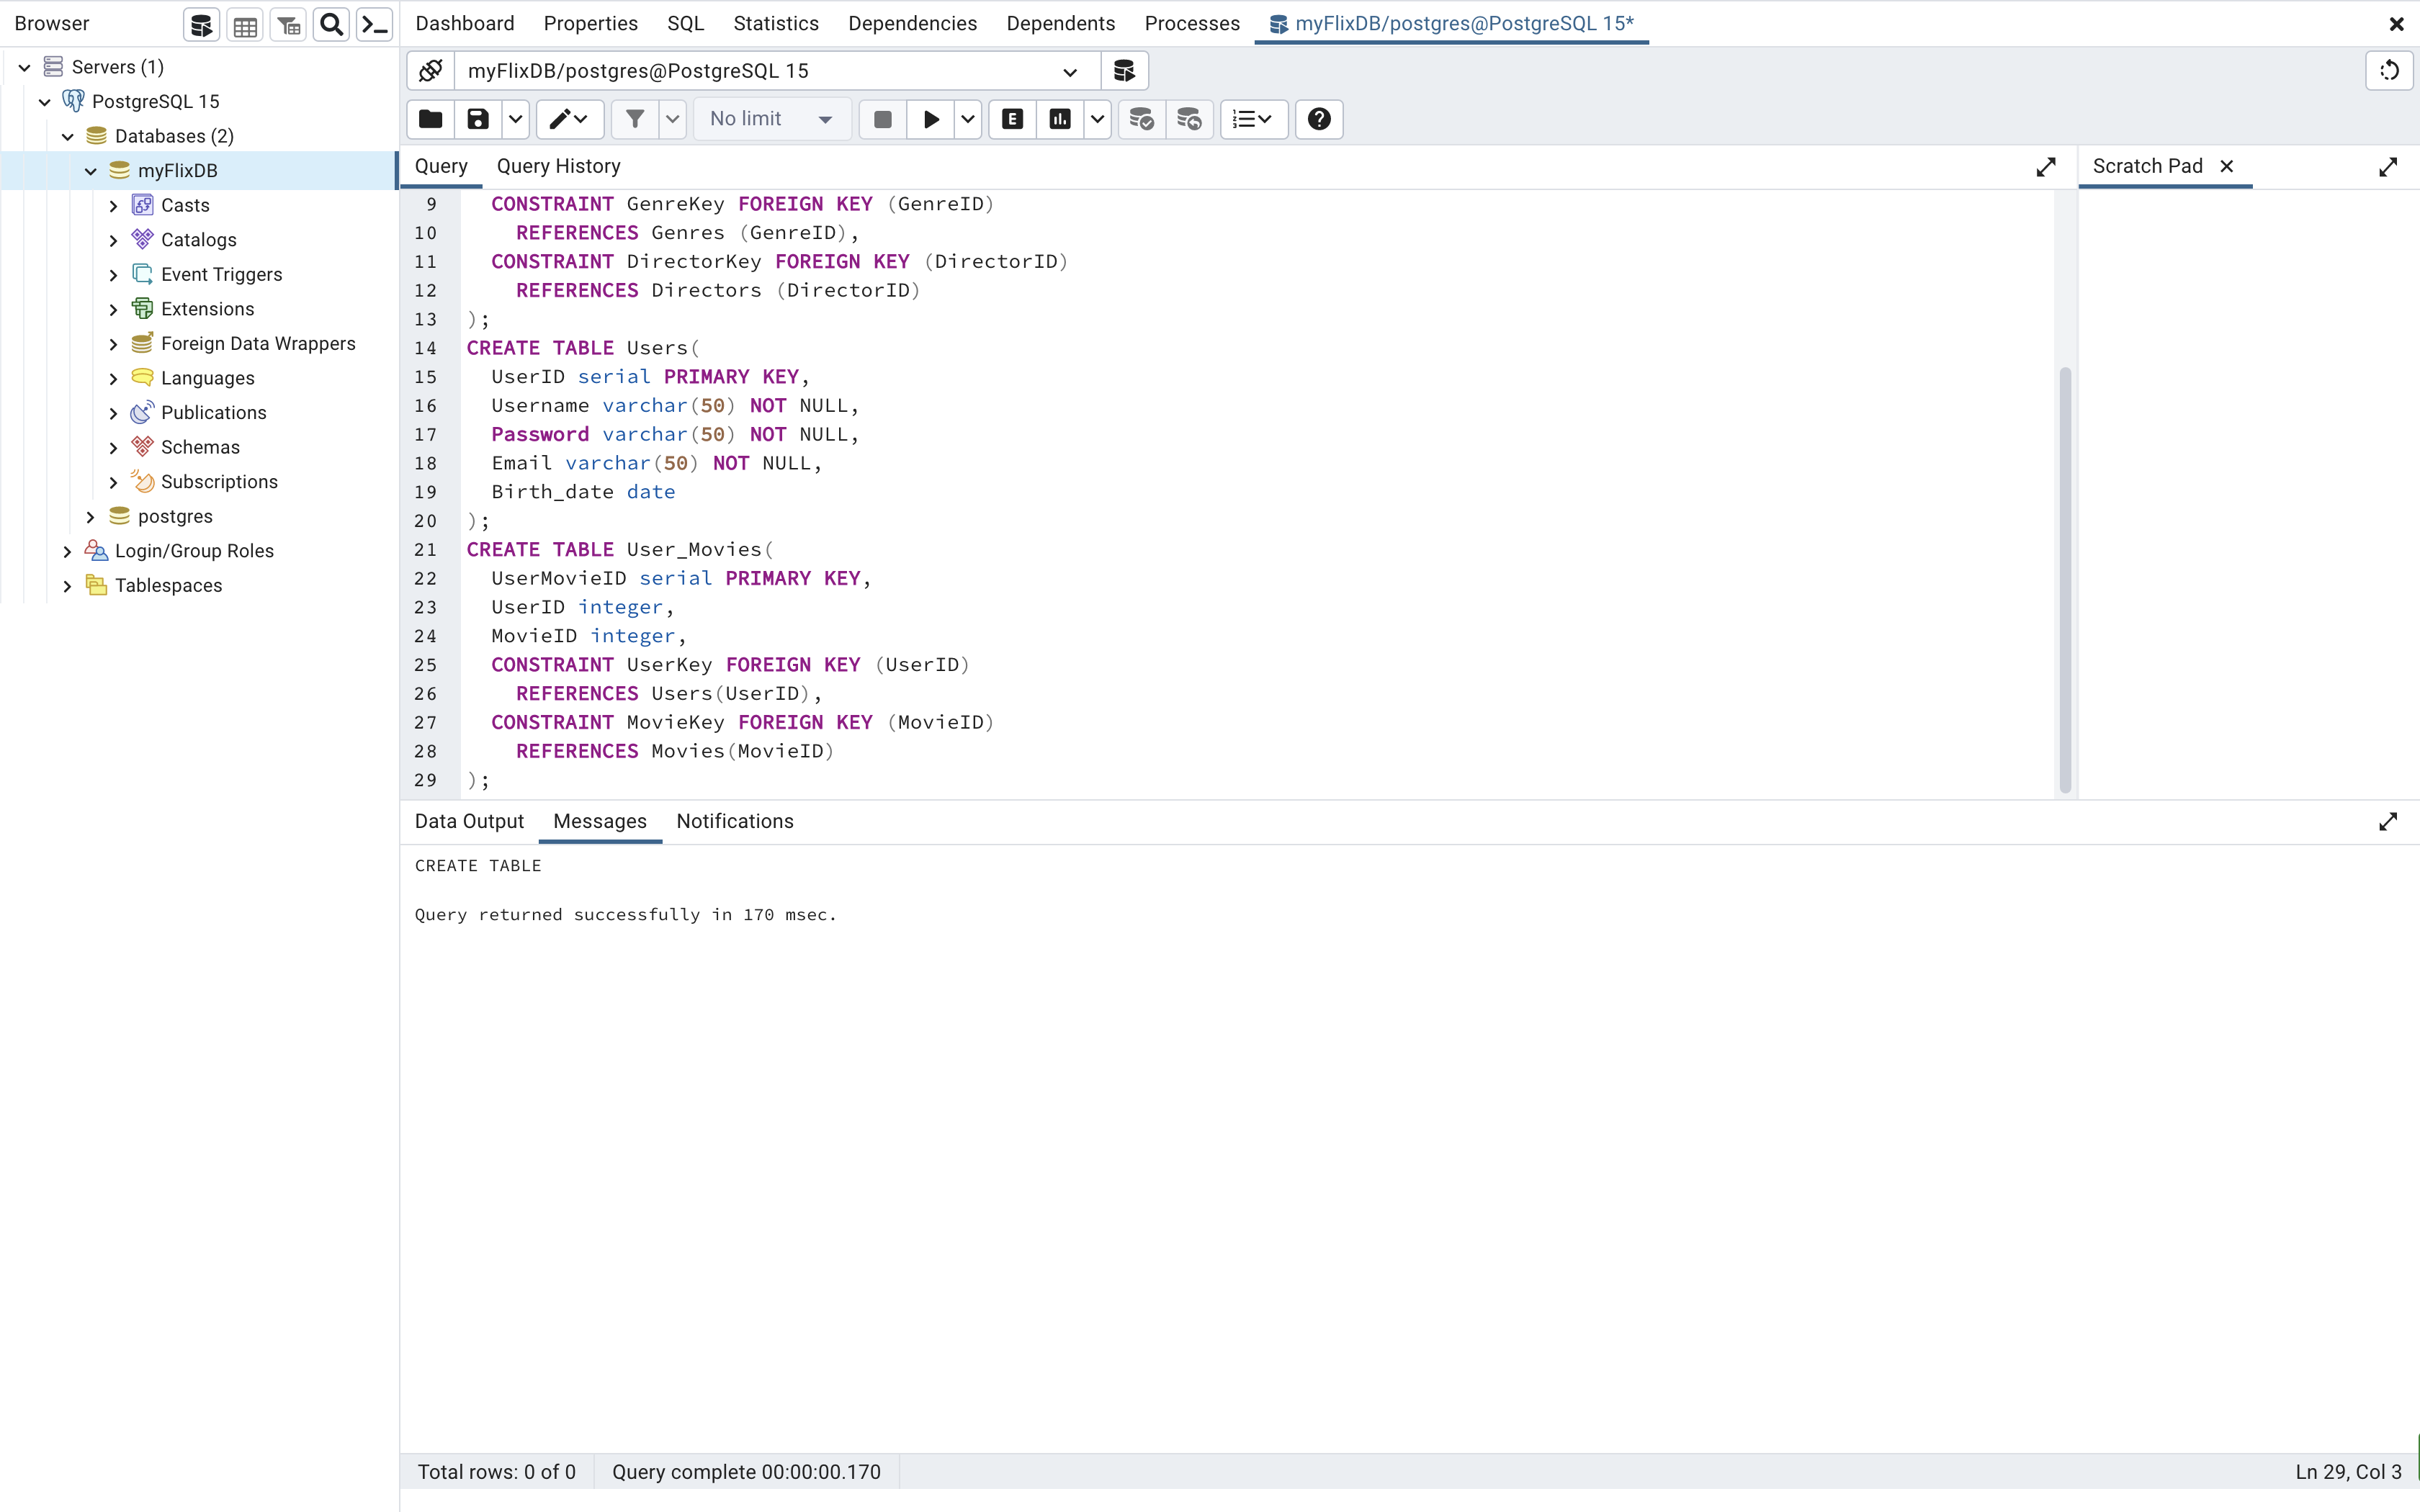 Browser
Dashboard Properties SQL Statistics Dependencies Dependents Processes myFlixDB/postgres@PostgreSQL 15*
Servers (1)
PostgreSQL 15
Databases (2)
myFlixDB
Casts
Catalogs
Event Triggers
Extensions
Foreign Data Wrappers
Languages
Publications
Schemas
Subscriptions
postgres
Login/Group Roles
Tablespaces
myFlixDB/postgres@PostgreSQL 15
No limit
E
Query Query History
Scratch Pad
9 CONSTRAINT GenreKey FOREIGN KEY (GenreID)
10 REFERENCES Genres (GenreID),
11 CONSTRAINT DirectorKey FOREIGN KEY (DirectorID)
12 REFERENCES Directors (DirectorID)
13 );
14 CREATE TABLE Users(
15 UserID serial PRIMARY KEY,
16 Username varchar(50) NOT NULL,
17 Password varchar(50) NOT NULL,
18 Email varchar(50) NOT NULL,
19 Birth_date date
20 );
21 CREATE TABLE User_Movies(
22 UserMovieID serial PRIMARY KEY,
23 UserID integer,
24 MovieID integer,
25 CONSTRAINT UserKey FOREIGN KEY (UserID)
26 REFERENCES Users(UserID),
27 CONSTRAINT MovieKey FOREIGN KEY (MovieID)
28 REFERENCES Movies(MovieID)
29 );
Data Output Messages Notifications
CREATE TABLE
Query returned successfully in 170 msec.
Total rows: 0 of 0 Query complete 00:00:00.170 Ln 29, Col 3